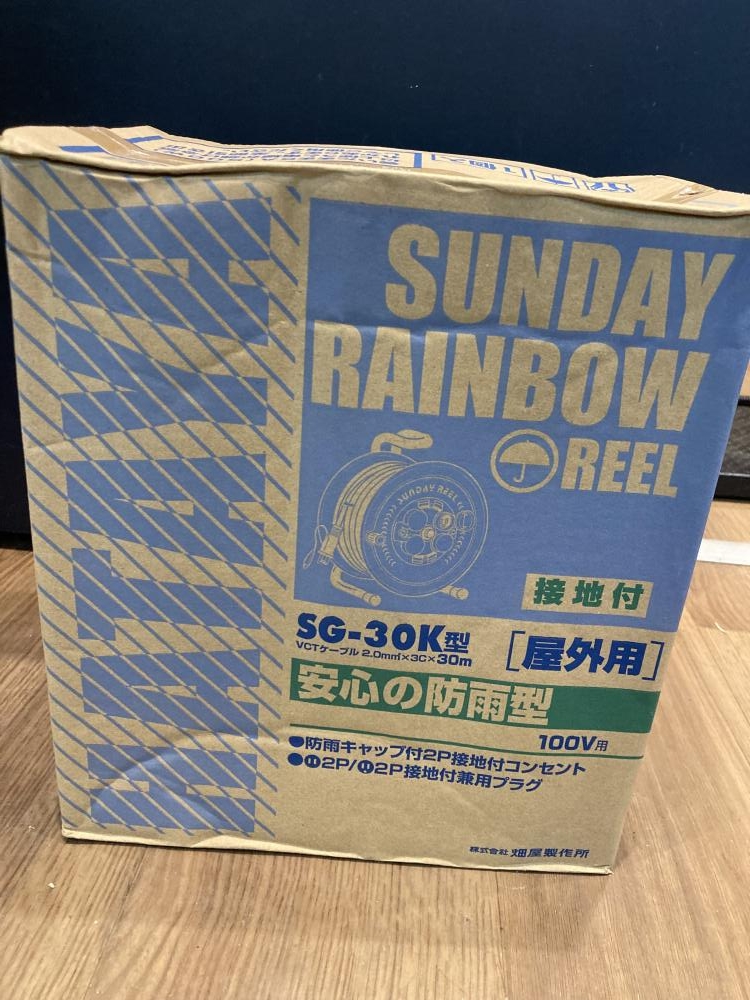 HATAYA
SUNDAY
RAINBOW
REEL
SUNDAY REEL
接地付
SG-30K型
VCTケーブル 2.0mm²×3C×30m
[屋外用]
安心の防雨型
100V用
●防雨キャップ付2P接地付コンセント
●2P/2P接地付兼用プラグ
株式会社 畑屋製作所